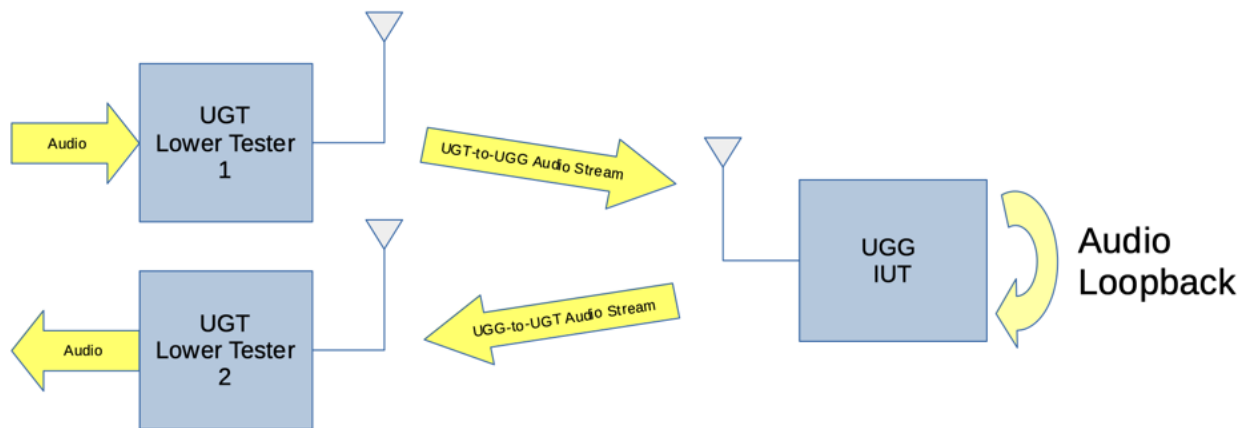 Audio
UGT
Lower Tester
1
UGT-to-UGG Audio Stream
UGG
IUT
Audio
Loopback
UGG-to-UGT Audio Stream
Audio
UGT
Lower Tester
2